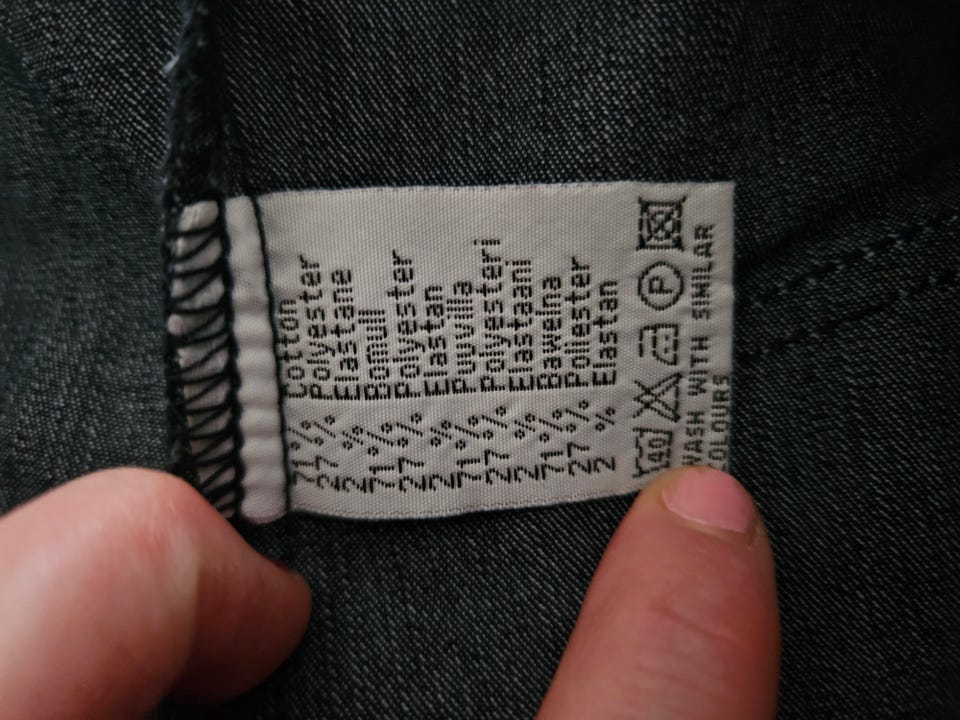 71 % Cotton
27 % Polyester
2 % Elastane
71 % Bomull
27 % Polyester
2 % Elastan
71 % Puuvilla
27 % Polyesteri
2 % Elastaani
71 % Bawełna
27 % Poliester
2 % Elastan
40 P
WASH WITH SIMILAR
COLOURS